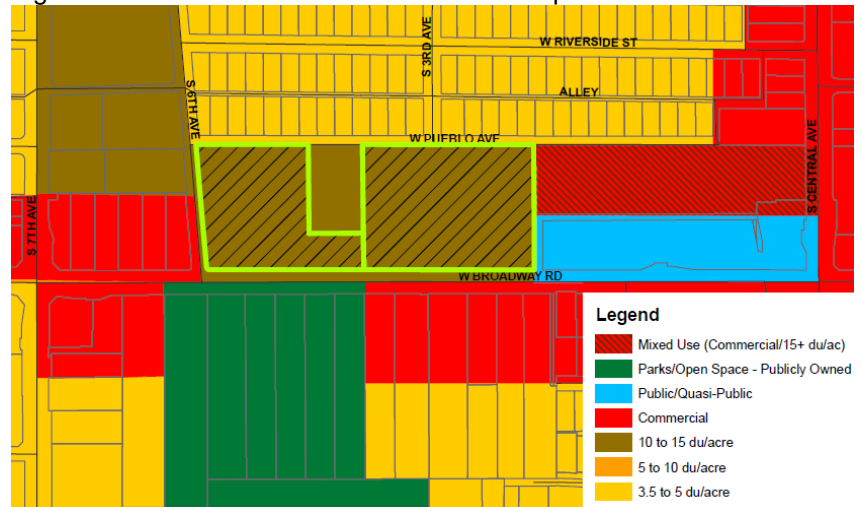 W RIVERSIDE ST
S 3RD AVE
ALLEY
S 6TH AVE
W PUEBLO AVE
S CENTRAL AVE
S 7TH AVE
W BROADWAY RD
Legend
Mixed Use (Commercial/15+ du/ac)
Parks/Open Space - Publicly Owned
Public/Quasi-Public
Commercial
10 to 15 du/acre
5 to 10 du/acre
3.5 to 5 du/acre